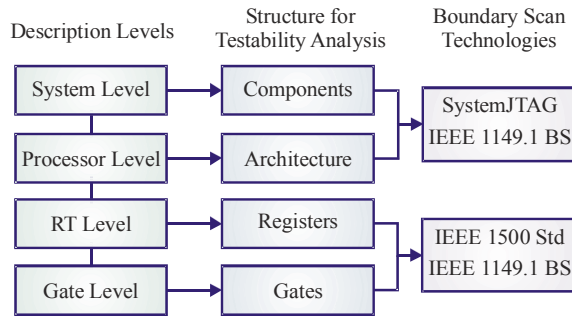 Description Levels
Structure for
Testability Analysis
Boundary Scan
Technologies
System Level
Components
SystemJTAG
IEEE 1149.1 BS
Processor Level
Architecture
RT Level
Registers
IEEE 1500 Std
IEEE 1149.1 BS
Gate Level
Gates